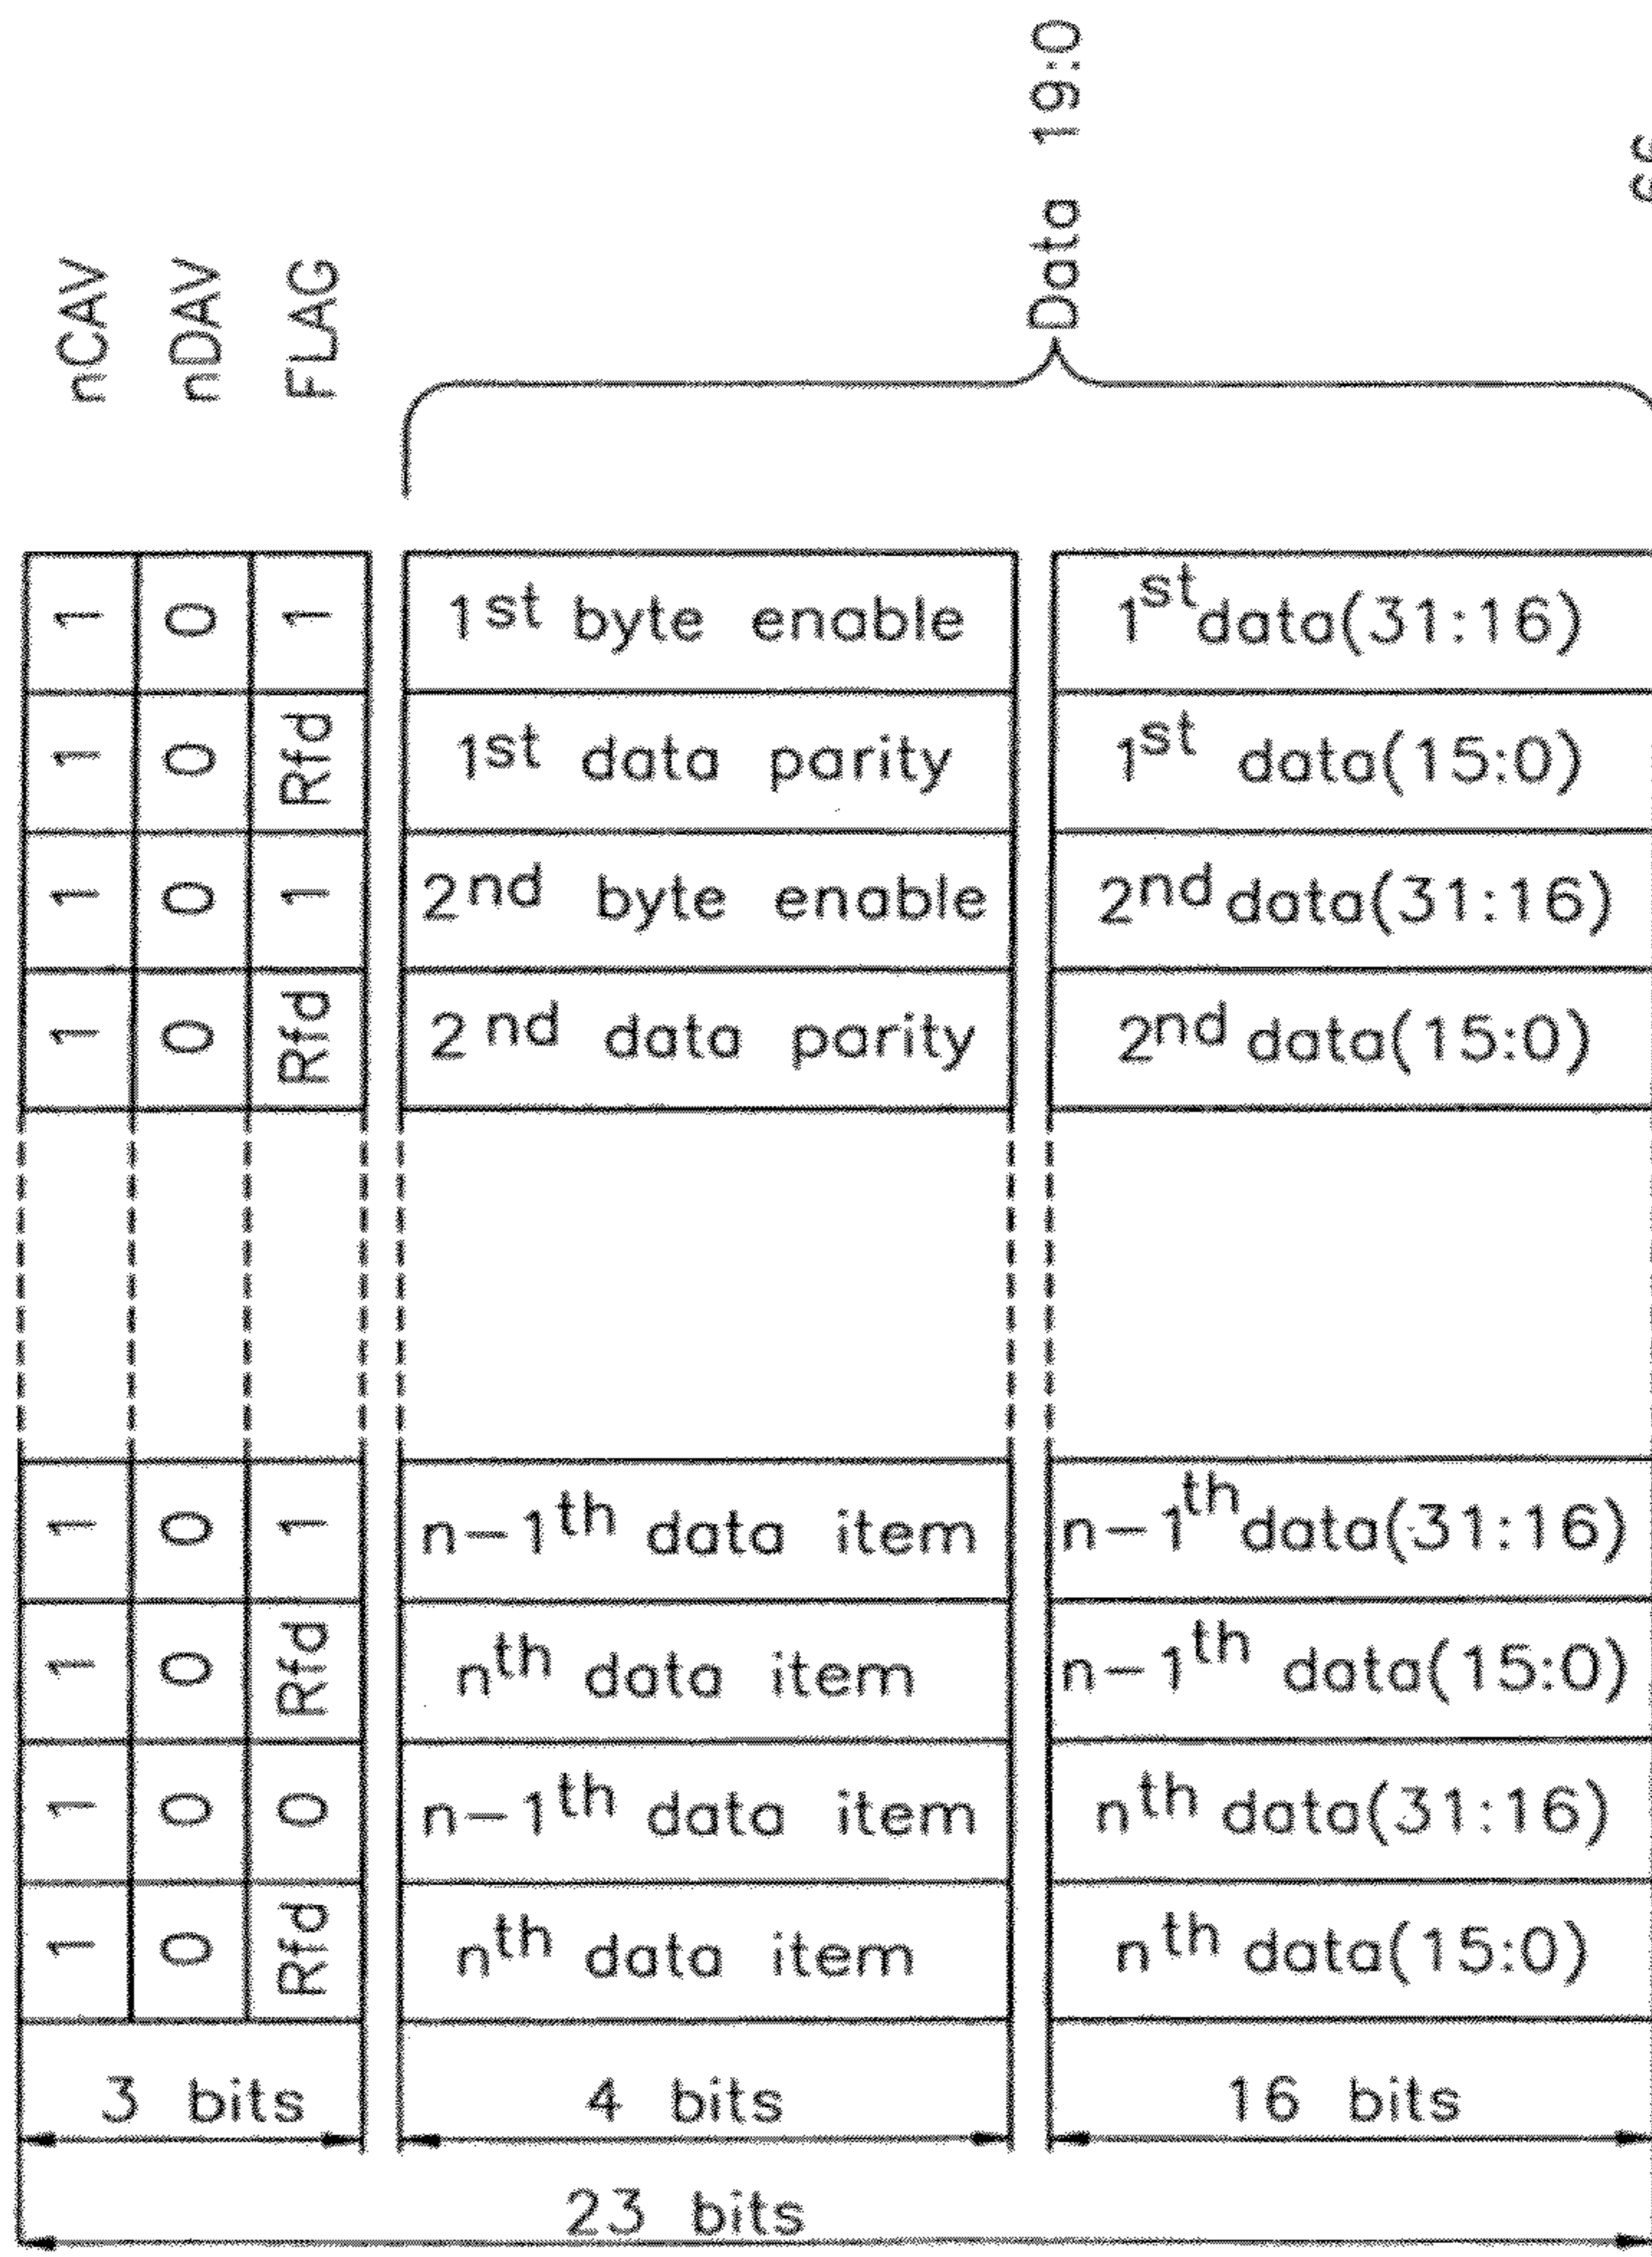 nCAV nDAV FLAG Data 19:0
1 0 1 1st byte enable 1st data(31:16)
1 0 Rfd 1st data parity 1st data(15:0)
1 0 1 2nd byte enable 2nd data(31:16)
1 0 Rfd 2nd data parity 2nd data(15:0)
1 0 1 n-1th data item n-1th data(31:16)
1 0 Rfd nth data item n-1th data(15:0)
1 0 0 n-1th data item nth data(31:16)
1 0 Rfd nth data item nth data(15:0)
3 bits 4 bits 16 bits
23 bits